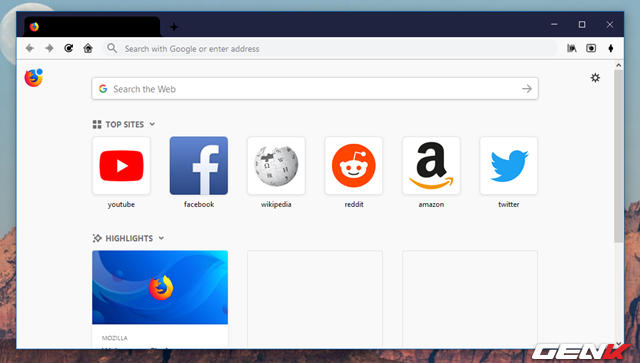 Search with Google or enter address
Search the Web
TOP SITES
youtube
facebook
wikipedia
reddit
amazon
twitter
HIGHLIGHTS
MOZILLA
GENK